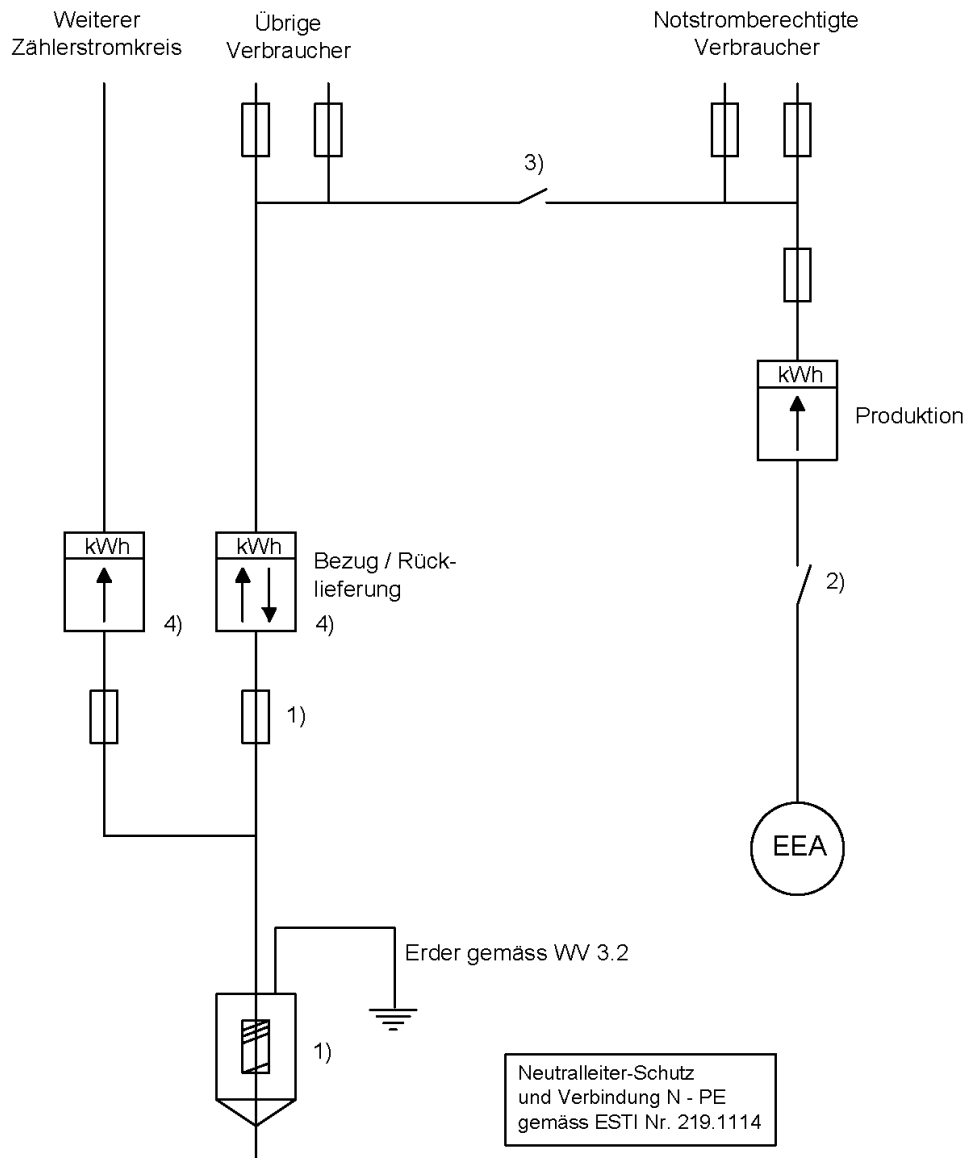 Weiterer
Zählerstromkreis
Übrige
Verbraucher
Notstromberechtigte
Verbraucher
3)
kWh
Produktion
kWh
4)
kWh
Bezug / Rück-
lieferung
4)
2)
1)
EEA
Erder gemäss WV 3.2
1)
Neutralleiter-Schutz
und Verbindung N - PE
gemäss ESTI Nr. 219.1114